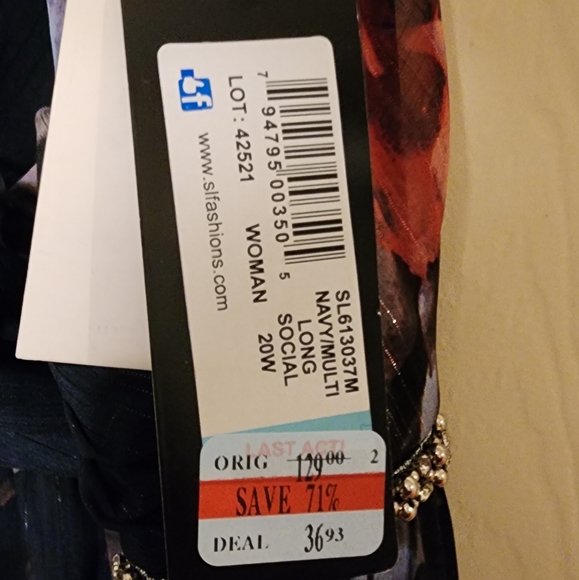 7 94795 00350 5
LOT: 42521
www.slfashions.com
SL613037M
NAVY/MULTI
LONG
SOCIAL
WOMAN 20W
f
LAST ACT!
ORIG 129.00 2
SAVE 71%
DEAL 36.93